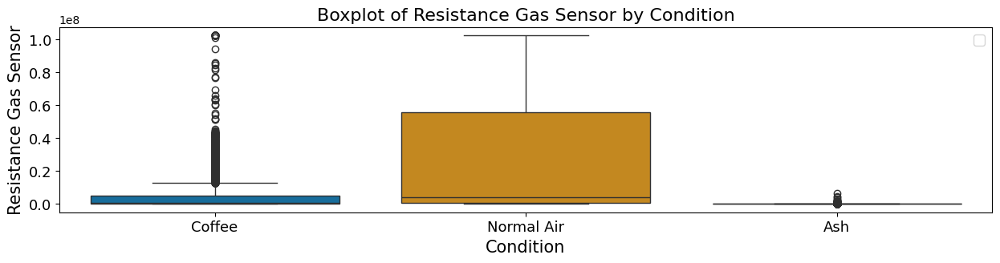 Boxplot of Resistance Gas Sensor by Condition
1e8
Resistance Gas Sensor
1.0
0.8
0.6
0.4
0.2
0.0
Coffee
Normal Air
Ash
Condition